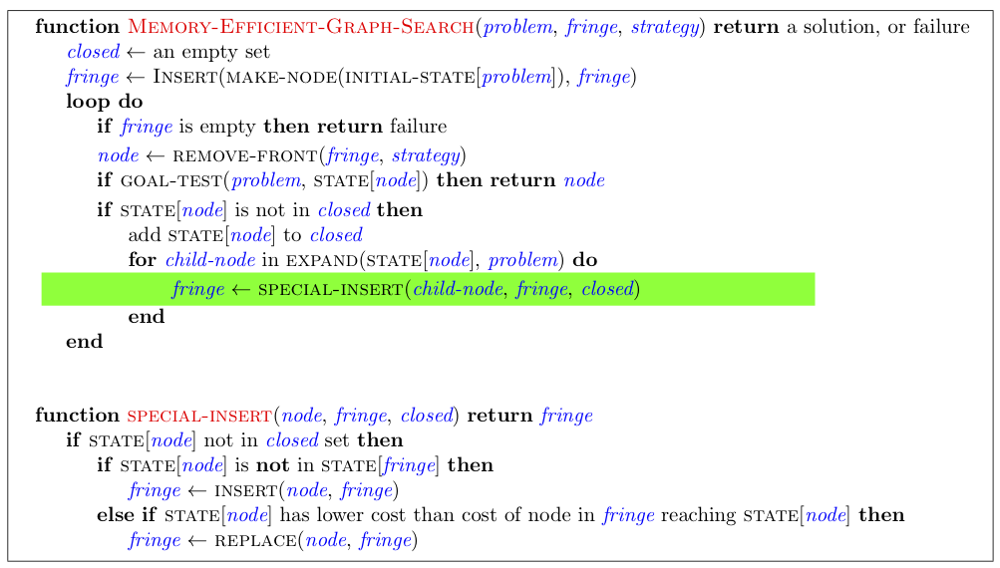 function Memory-Efficient-Graph-Search(problem, fringe, strategy) return a solution, or failure
closed ← an empty set
fringe ← Insert(make-node(initial-state[problem]), fringe)
loop do
if fringe is empty then return failure
node ← remove-front(fringe, strategy)
if goal-test(problem, state[node]) then return node
if state[node] is not in closed then
add state[node] to closed
for child-node in expand(state[node], problem) do
fringe ← special-insert(child-node, fringe, closed)
end
end
function special-insert(node, fringe, closed) return fringe
if state[node] not in closed set then
if state[node] is not in state[fringe] then
fringe ← insert(node, fringe)
else if state[node] has lower cost than cost of node in fringe reaching state[node] then
fringe ← replace(node, fringe)